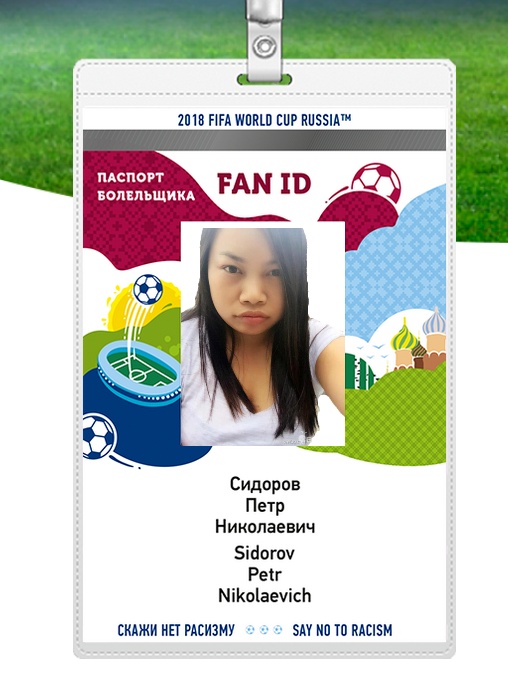 2018 FIFA WORLD CUP RUSSIA™
ПАСПОРТ
БОЛЕЛЬЩИКА
FAN ID
Сидоров
Петр
Николаевич
Sidorov
Petr
Nikolaevich
СКАЖИ НЕТ РАСИЗМУ SAY NO TO RACISM